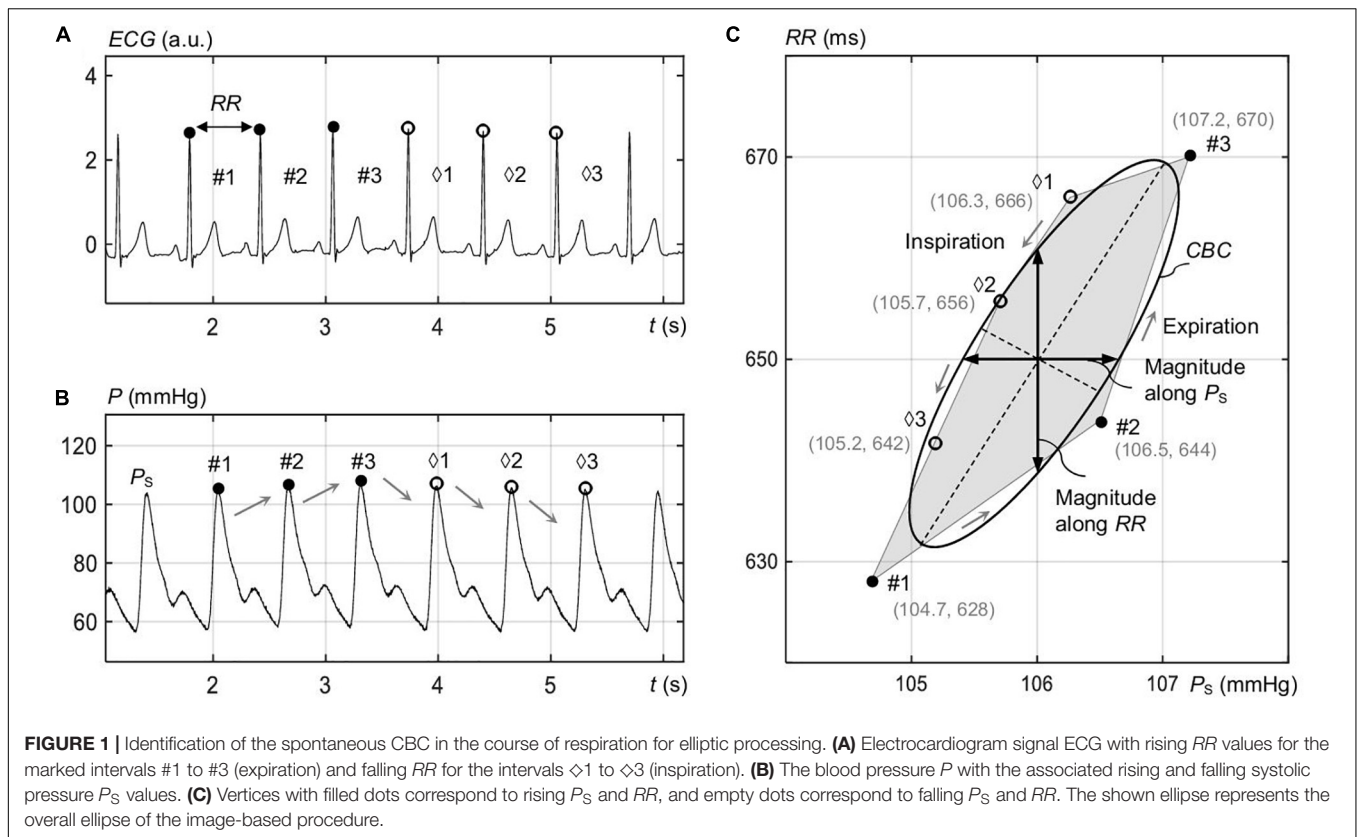 A
ECG (a.u.)
4
2
0
RR
#1 #2 #3 ◇1 ◇2 ◇3
2 3 4 5 t (s)
B
P (mmHg)
120
100
80
60
PS
#1 #2 #3 ◇1 ◇2 ◇3
2 3 4 5 t (s)
C
RR (ms)
670
650
630
(107.2, 670)
#3
◇1
(106.3, 666)
Inspiration
CBC
◇2
(105.7, 656)
Expiration
Magnitude
along PS
◇3
(105.2, 642)
#2
(106.5, 644)
Magnitude
along RR
#1
(104.7, 628)
105 106 107 PS (mmHg)
FIGURE 1 | Identification of the spontaneous CBC in the course of respiration for elliptic processing. (A) Electrocardiogram signal ECG with rising RR values for the
marked intervals #1 to #3 (expiration) and falling RR for the intervals ◇1 to ◇3 (inspiration). (B) The blood pressure P with the associated rising and falling systolic
pressure PS values. (C) Vertices with filled dots correspond to rising PS and RR, and empty dots correspond to falling PS and RR. The shown ellipse represents the
overall ellipse of the image-based procedure.